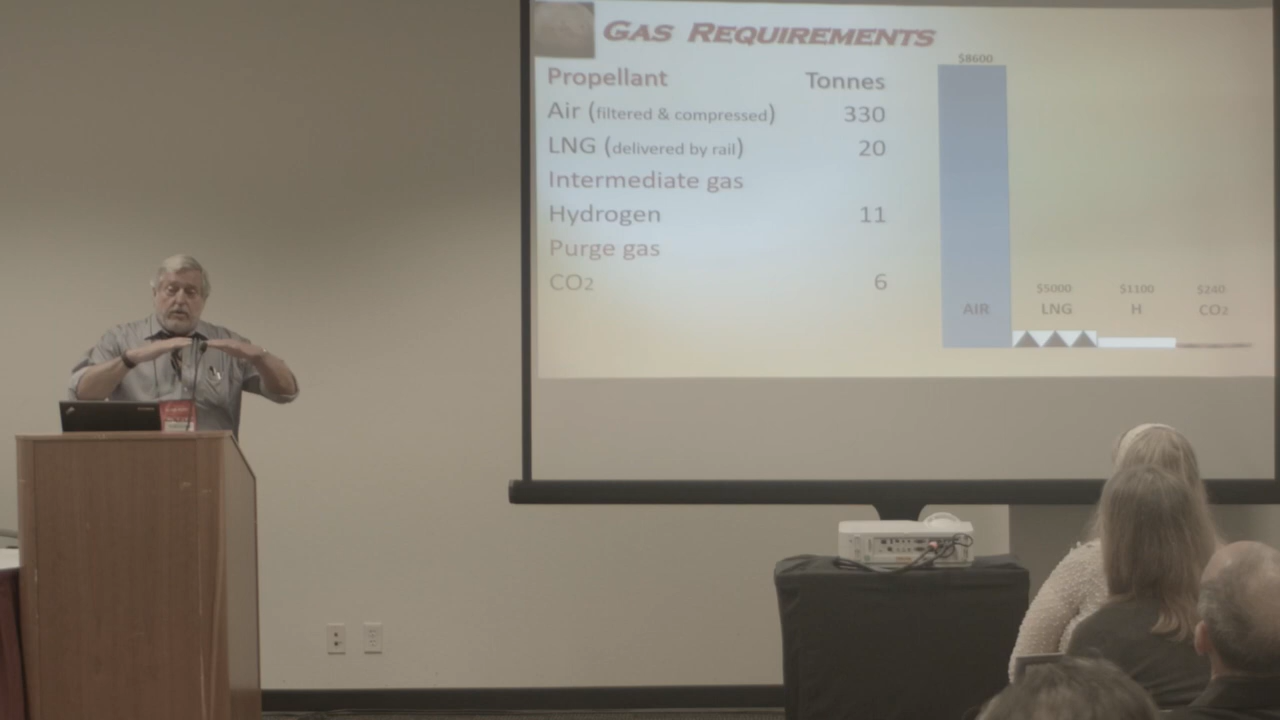 GAS REQUIREMENTS
Propellant Tonnes
Air (filtered & compressed) 330
LNG (delivered by rail) 20
Intermediate gas
Hydrogen 11
Purge gas
CO2 6
$8600
$5000 $1100 $240
AIR LNG H CO2